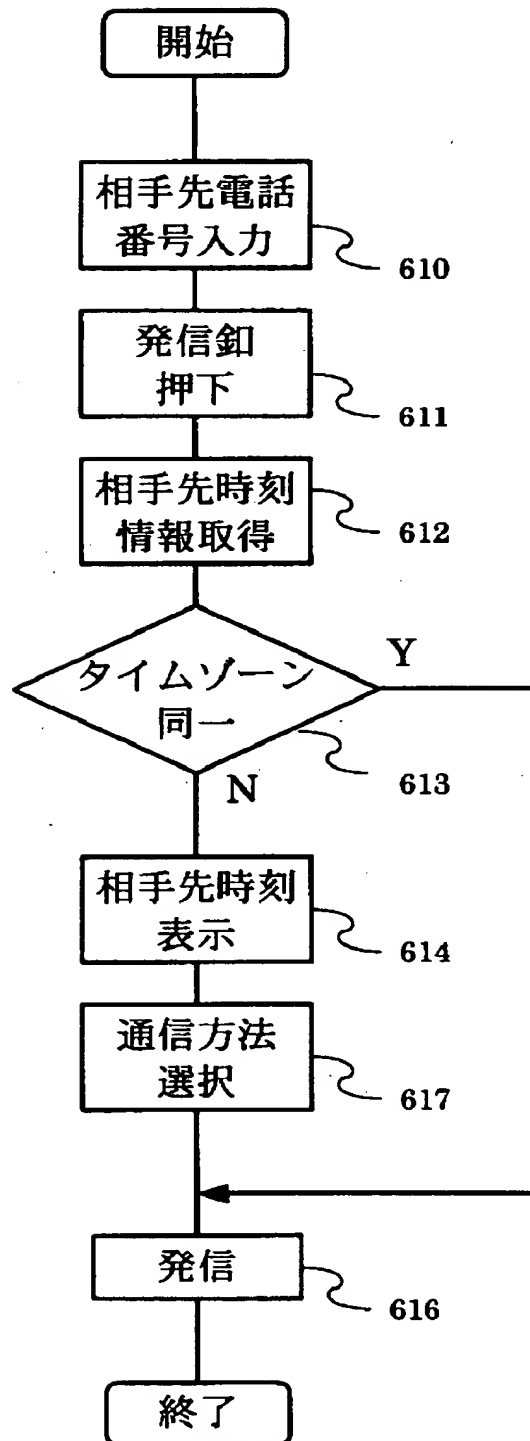 開始
相手先電話
番号入力
610
発信釦
押下
611
相手先時刻
情報取得
612
タイムゾーン
同一
Y
613
N
相手先時刻
表示
614
通信方法
選択
617
発信
616
終了